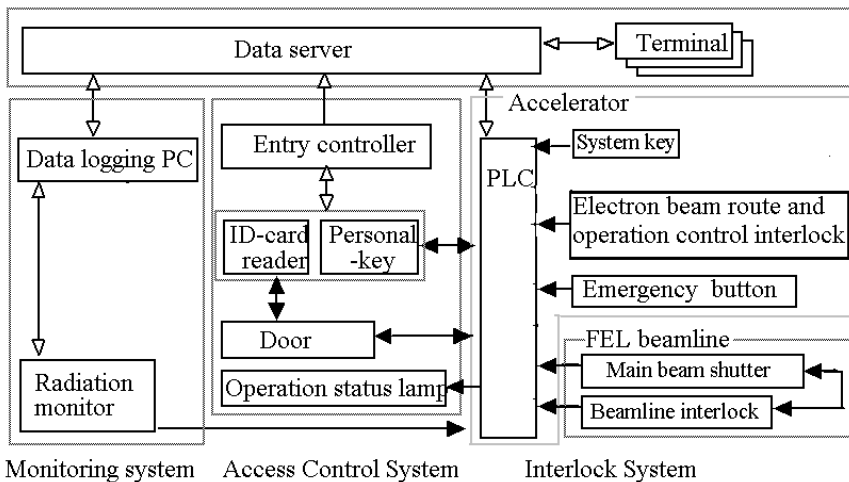 Data server
Terminal
Accelerator
Data logging PC
Entry controller
PLC
System key
Electron beam route and
operation control interlock
ID-card
reader
Personal
-key
Emergency button
Door
FEL beamline
Radiation
monitor
Operation status lamp
Main beam shutter
Beamline interlock
Monitoring system
Access Control System
Interlock System